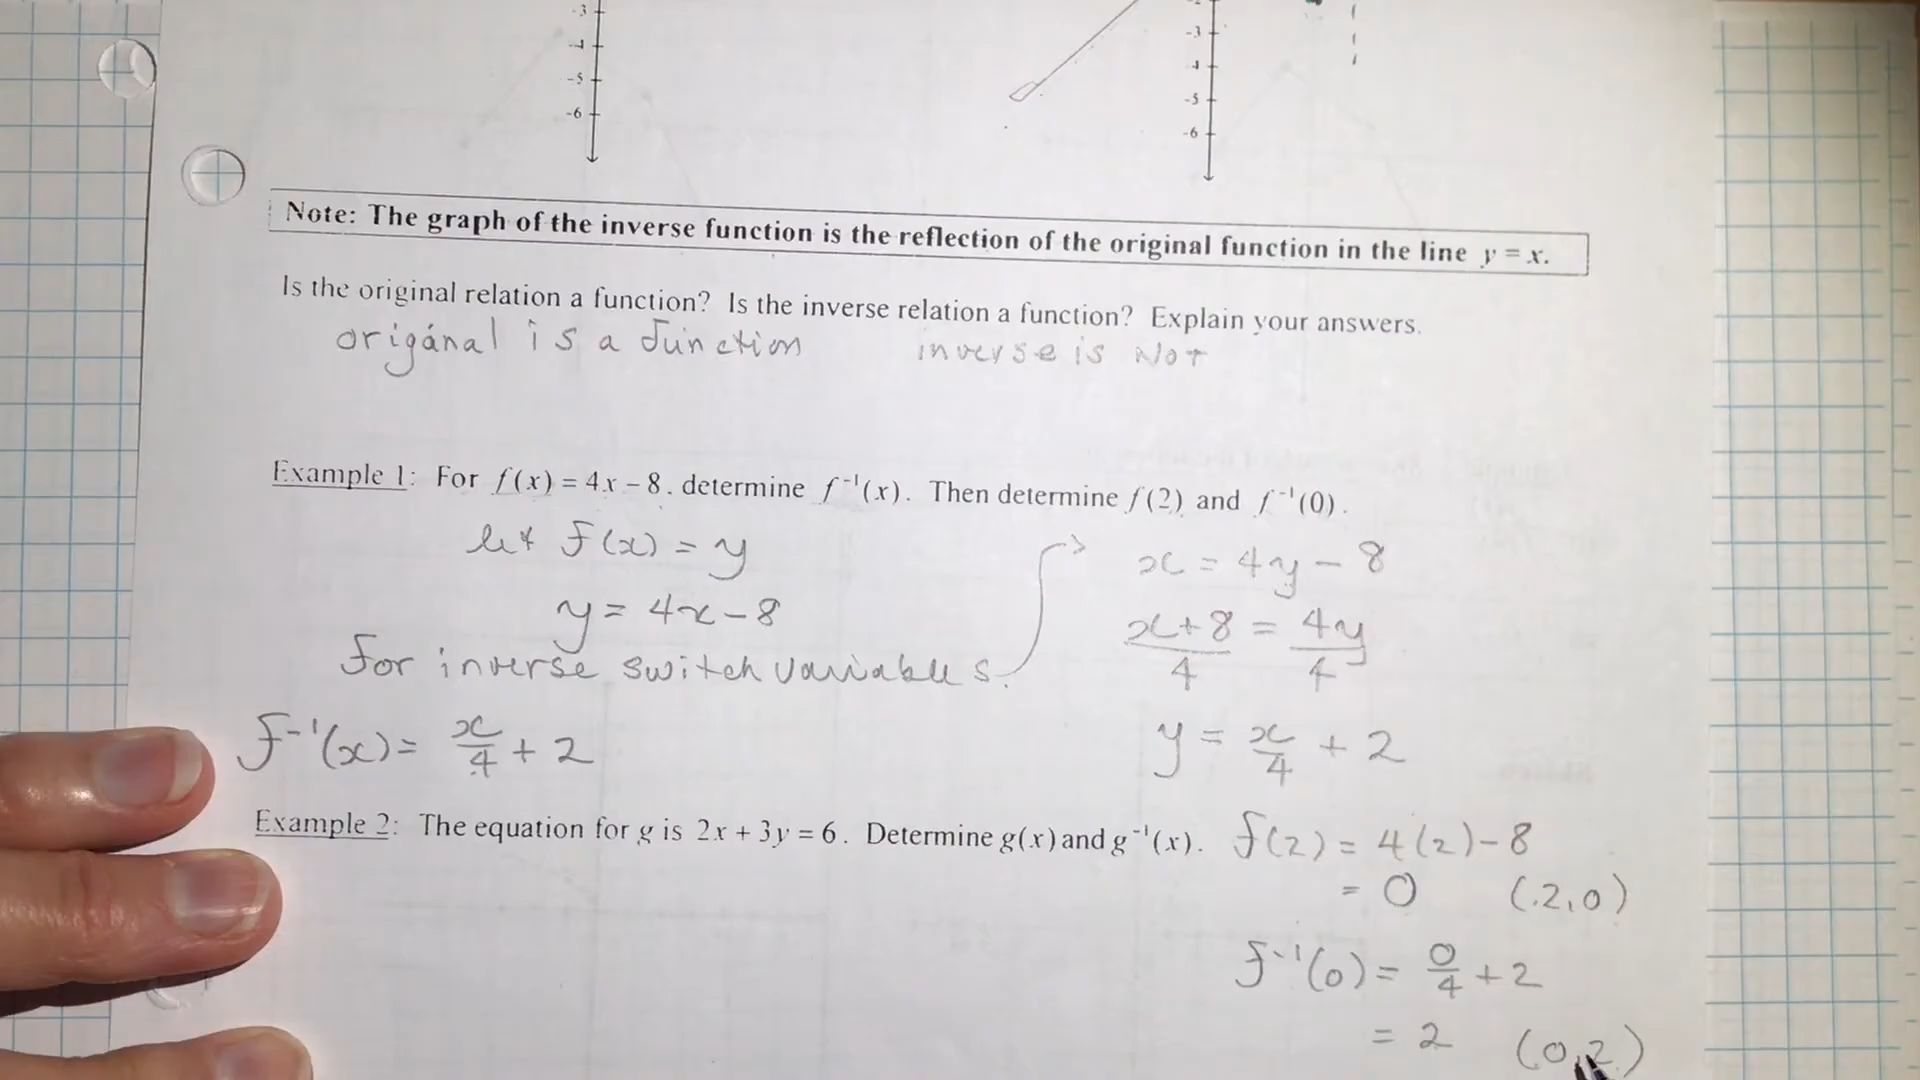 -3
-4
-5
-6
-3
-4
-5
-6
Note: The graph of the inverse function is the reflection of the original function in the line y = x.
Is the original relation a function? Is the inverse relation a function? Explain your answers.
origánal is a function inverse is Not
Example 1: For f(x) = 4x – 8. determine f⁻¹(x). Then determine f(2) and f⁻¹(0).
let f(x) = y
y = 4x – 8
For inverse switch variables.
f⁻¹(x) = x/4 + 2
x = 4y – 8
(x+8)/4 = 4y/4
y = x/4 + 2
Example 2: The equation for g is 2x + 3y = 6. Determine g(x) and g⁻¹(x).
f(2) = 4(2) – 8
= 0 (2,0)
f⁻¹(0) = 0/4 + 2
= 2 (0,2)